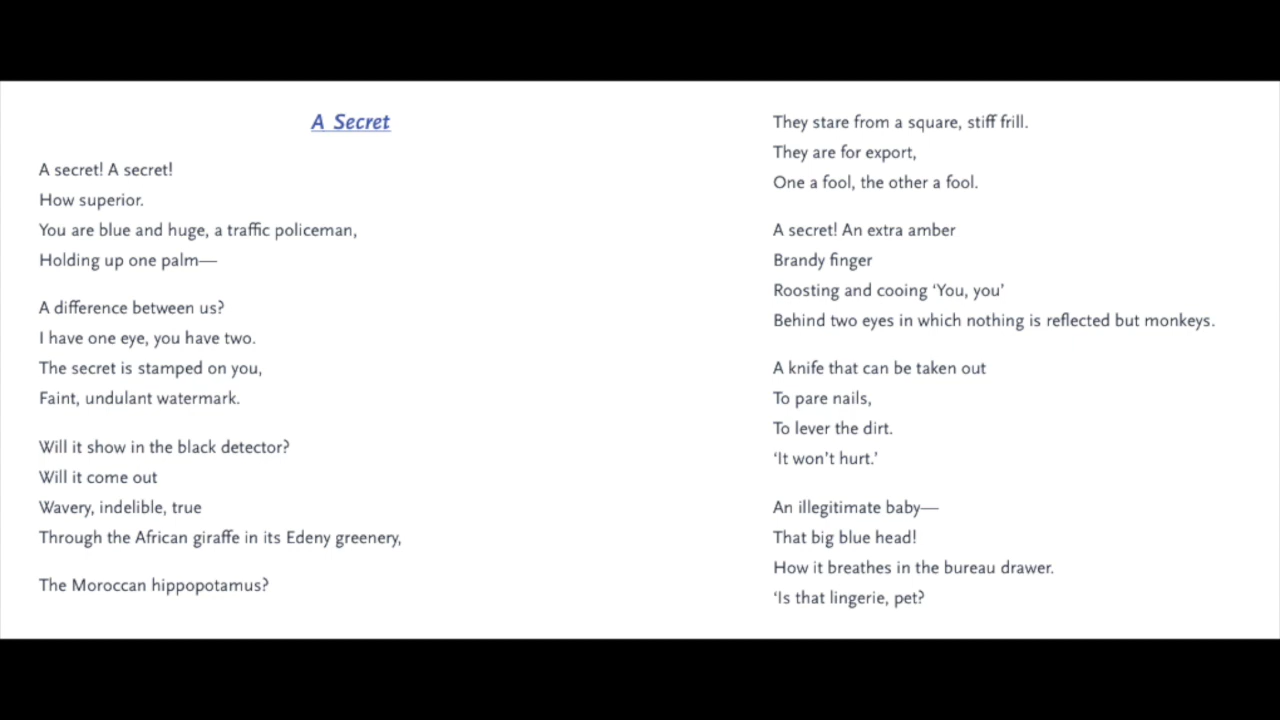 A Secret
A secret! A secret!
How superior.
You are blue and huge, a traffic policeman,
Holding up one palm—
A difference between us?
I have one eye, you have two.
The secret is stamped on you,
Faint, undulant watermark.
Will it show in the black detector?
Will it come out
Wavery, indelible, true
Through the African giraffe in its Edeny greenery,
The Moroccan hippopotamus?
They stare from a square, stiff frill.
They are for export,
One a fool, the other a fool.
A secret! An extra amber
Brandy finger
Roosting and cooing ‘You, you’
Behind two eyes in which nothing is reflected but monkeys.
A knife that can be taken out
To pare nails,
To lever the dirt.
‘It won’t hurt.’
An illegitimate baby—
That big blue head!
How it breathes in the bureau drawer.
‘Is that lingerie, pet?